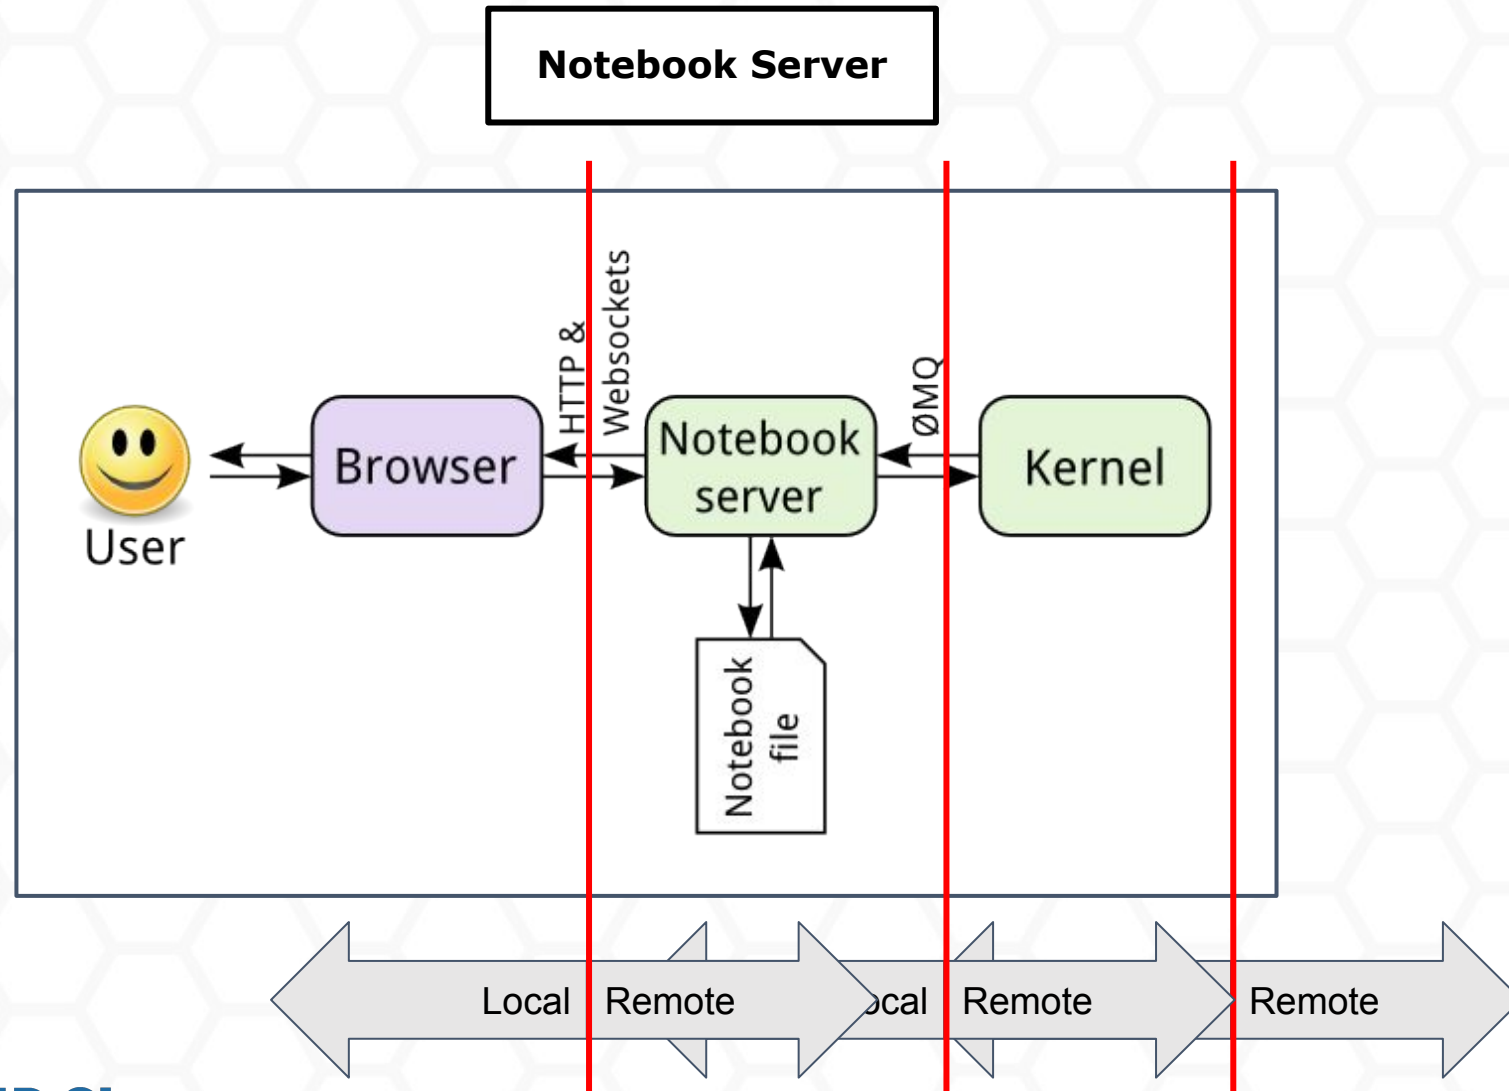 Notebook Server
HTTP &
Websockets
ØMQ
Browser
Notebook
server
Kernel
User
Notebook
file
Local
Remote
Remote
Remote